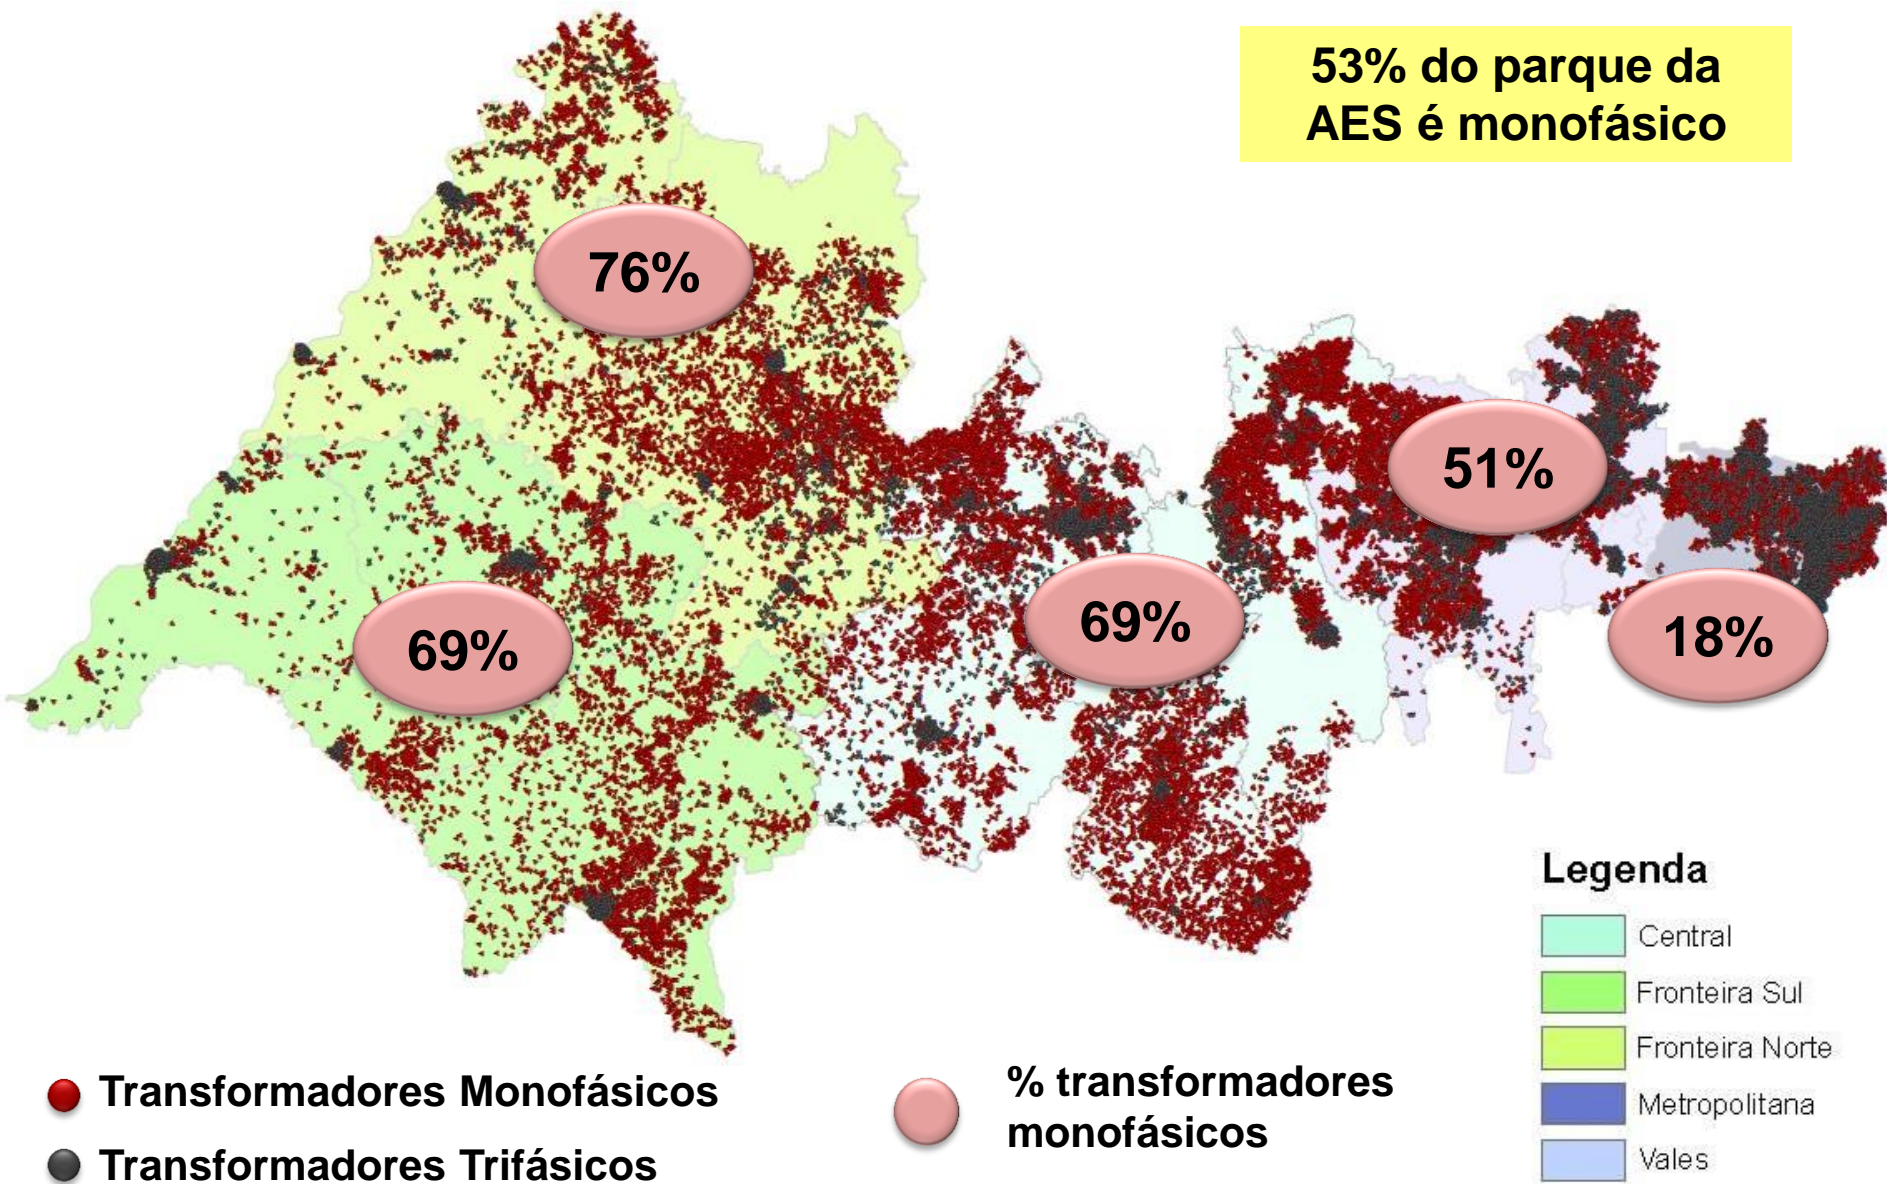 53% do parque da
AES é monofásico
76%
51%
69%
69%
18%
Legenda
Central
Fronteira Sul
Fronteira Norte
Metropolitana
Vales
Transformadores Monofásicos
Transformadores Trifásicos
% transformadores
monofásicos